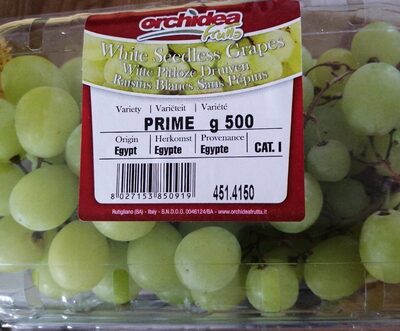 orchidea
fruits
White Seedless Grapes
Witte Pitloze Druiven
Raisins Blancs Sans Pépins
Variety | Variëteit | Variété
PRIME g 500
Origin | Herkomst | Provenance
Egypt | Egypte | Egypte
CAT. I
8 027153 850919
451.4150
Rutigliano (BA) - Italy - B.N.D.O.O. 0046124/BA - www.orchideafrutta.it